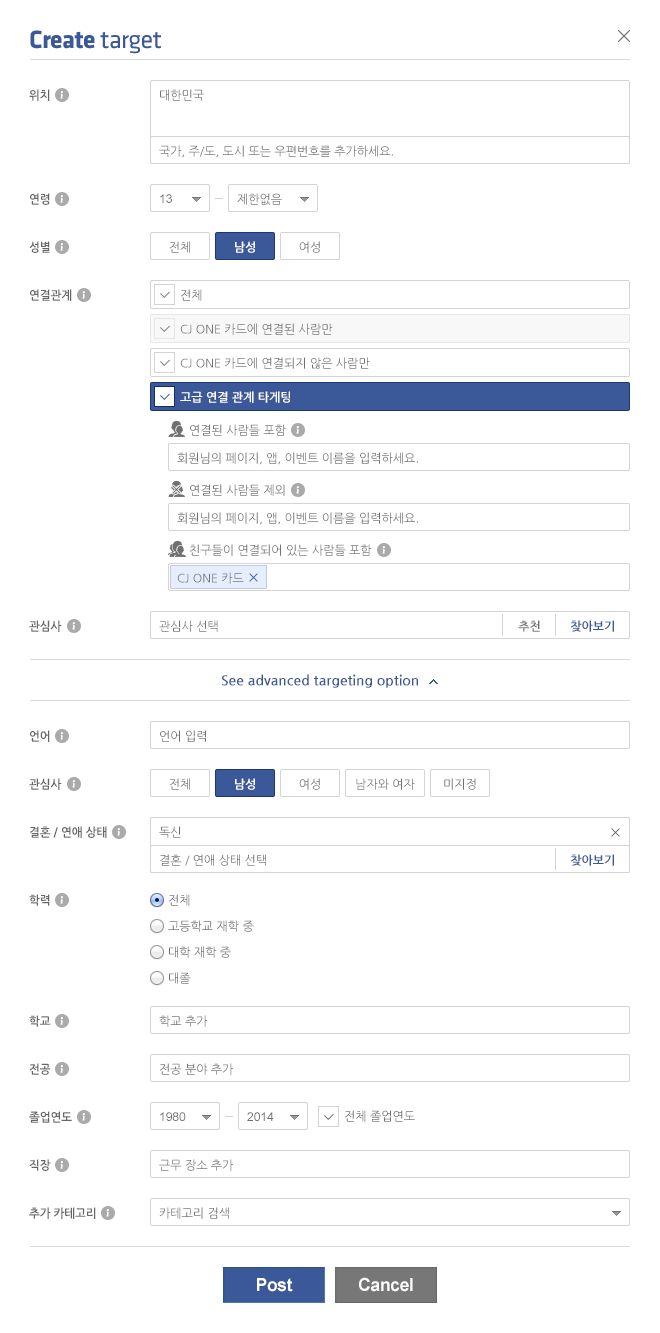 Create target
위치
대한민국
국가, 주/도, 도시 또는 우편번호를 추가하세요.
연령 13 – 제한없음
성별 전체 남성 여성
연결관계 전체
CJ ONE 카드에 연결된 사람만
CJ ONE 카드에 연결되지 않은 사람만
고급 연결 관계 타게팅
연결된 사람들 포함
회원님의 페이지, 앱, 이벤트 이름을 입력하세요.
연결된 사람들 제외
회원님의 페이지, 앱, 이벤트 이름을 입력하세요.
친구들이 연결되어 있는 사람들 포함
CJ ONE 카드
관심사 관심사 선택 추천 찾아보기
See advanced targeting option
언어 언어 입력
관심사 전체 남성 여성 남자와 여자 미지정
결혼 / 연애 상태 독신
결혼 / 연애 상태 선택 찾아보기
학력 전체
고등학교 재학 중
대학 재학 중
대졸
학교 학교 추가
전공 전공 분야 추가
졸업연도 1980 – 2014 전체 졸업연도
직장 근무 장소 추가
추가 카테고리 카테고리 검색
Post Cancel